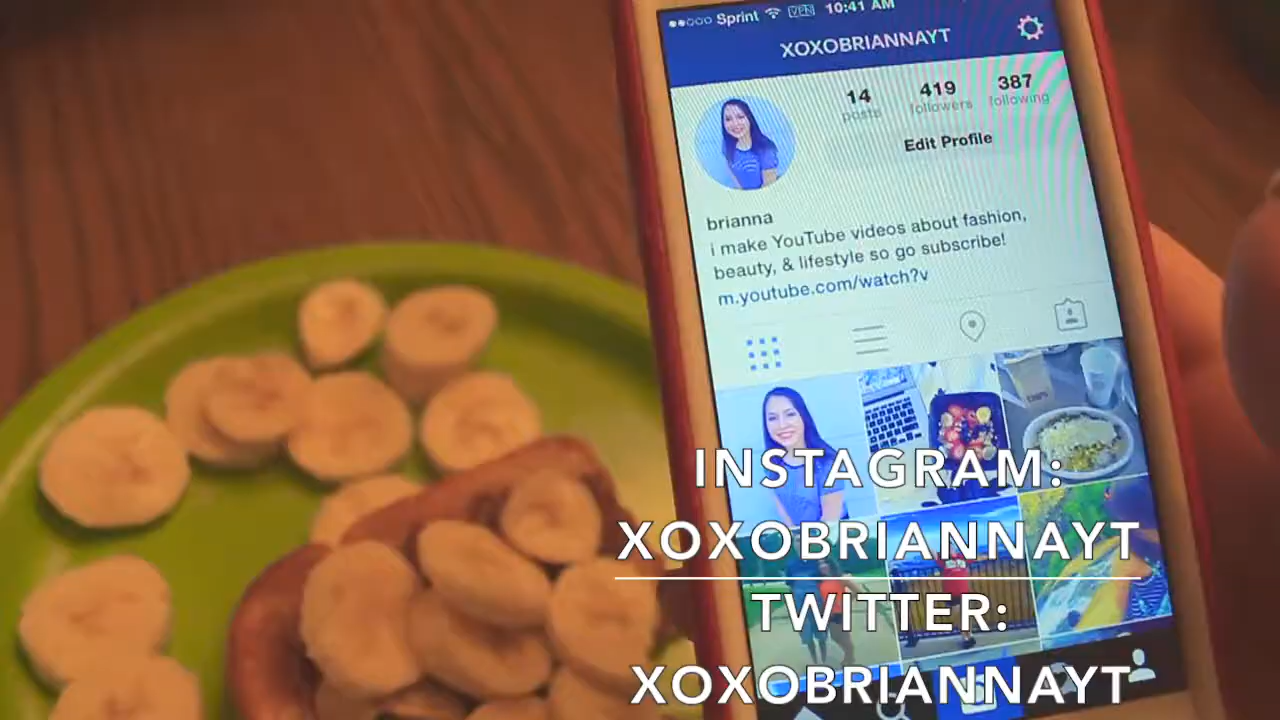 Sprint VPN 10:41 AM
XOXOBRIANNAYT
14 419 387
posts followers following
Edit Profile
brianna
i make YouTube videos about fashion,
beauty, & lifestyle so go subscribe!
m.youtube.com/watch?v
INSTAGRAM:
XOXOBRIANNAYT
TWITTER:
XOXOBRIANNAYT